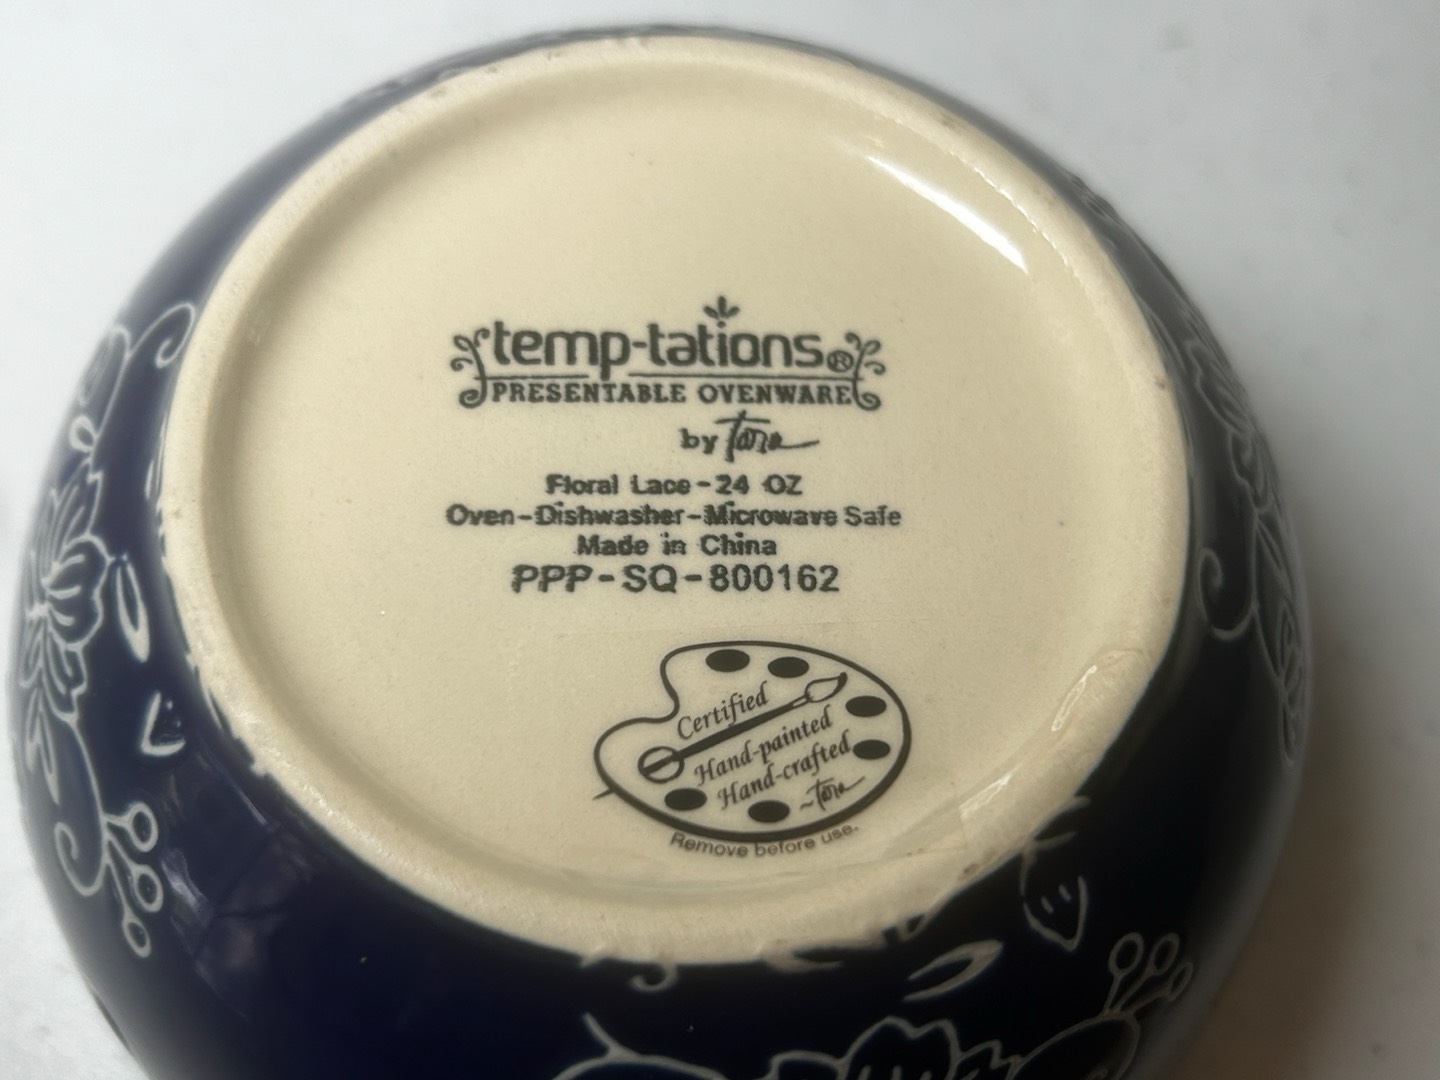 temp-tations®
PRESENTABLE OVENWARE
by Tara
Floral Lace - 24 OZ
Oven-Dishwasher-Microwave Safe
Made in China
PPP-SQ-800162
Certified
Hand-painted
Hand-crafted
~Tara
Remove before use.